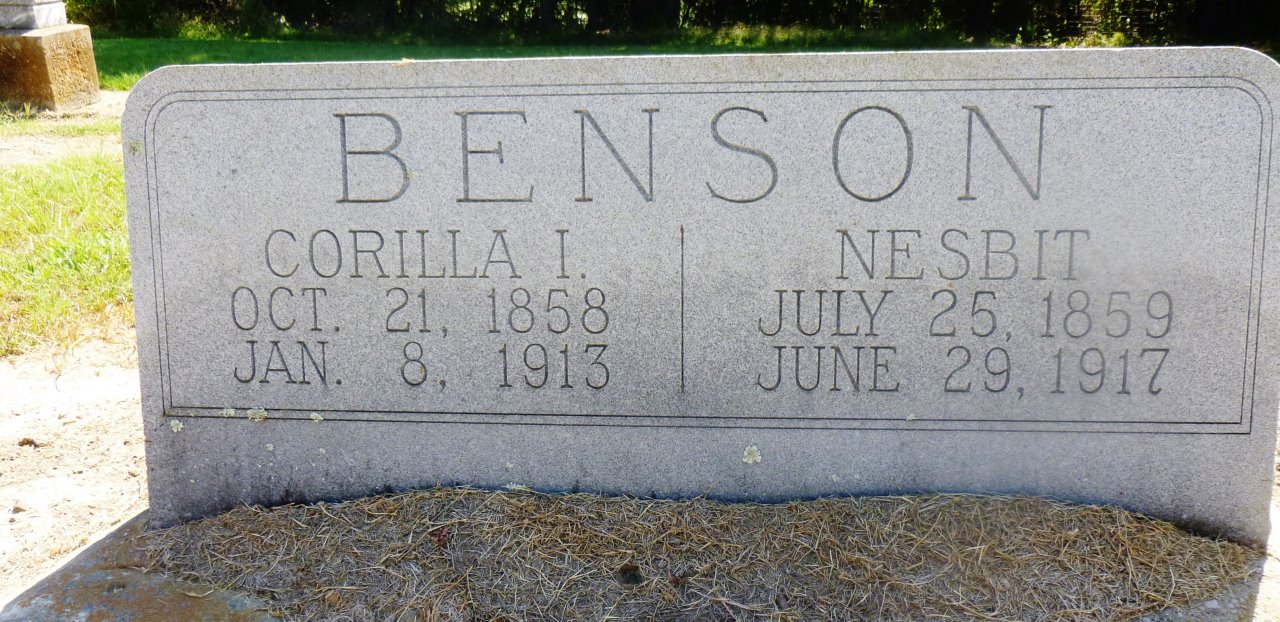 BENSON
CORILLA I.
OCT. 21, 1858
JAN. 8, 1913
NESBIT
JULY 25, 1859
JUNE 29, 1917